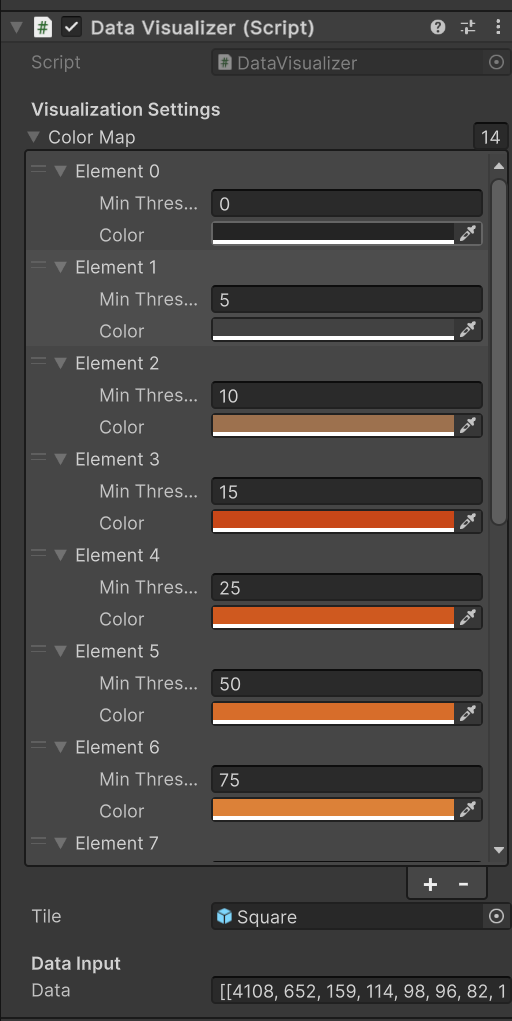 Data Visualizer (Script)
Script DataVisualizer
Visualization Settings
Color Map 14
Element 0
Min Thres... 0
Color
Element 1
Min Thres... 5
Color
Element 2
Min Thres... 10
Color
Element 3
Min Thres... 15
Color
Element 4
Min Thres... 25
Color
Element 5
Min Thres... 50
Color
Element 6
Min Thres... 75
Color
Element 7
Tile Square
Data Input
Data [[4108, 652, 159, 114, 98, 96, 82, 1